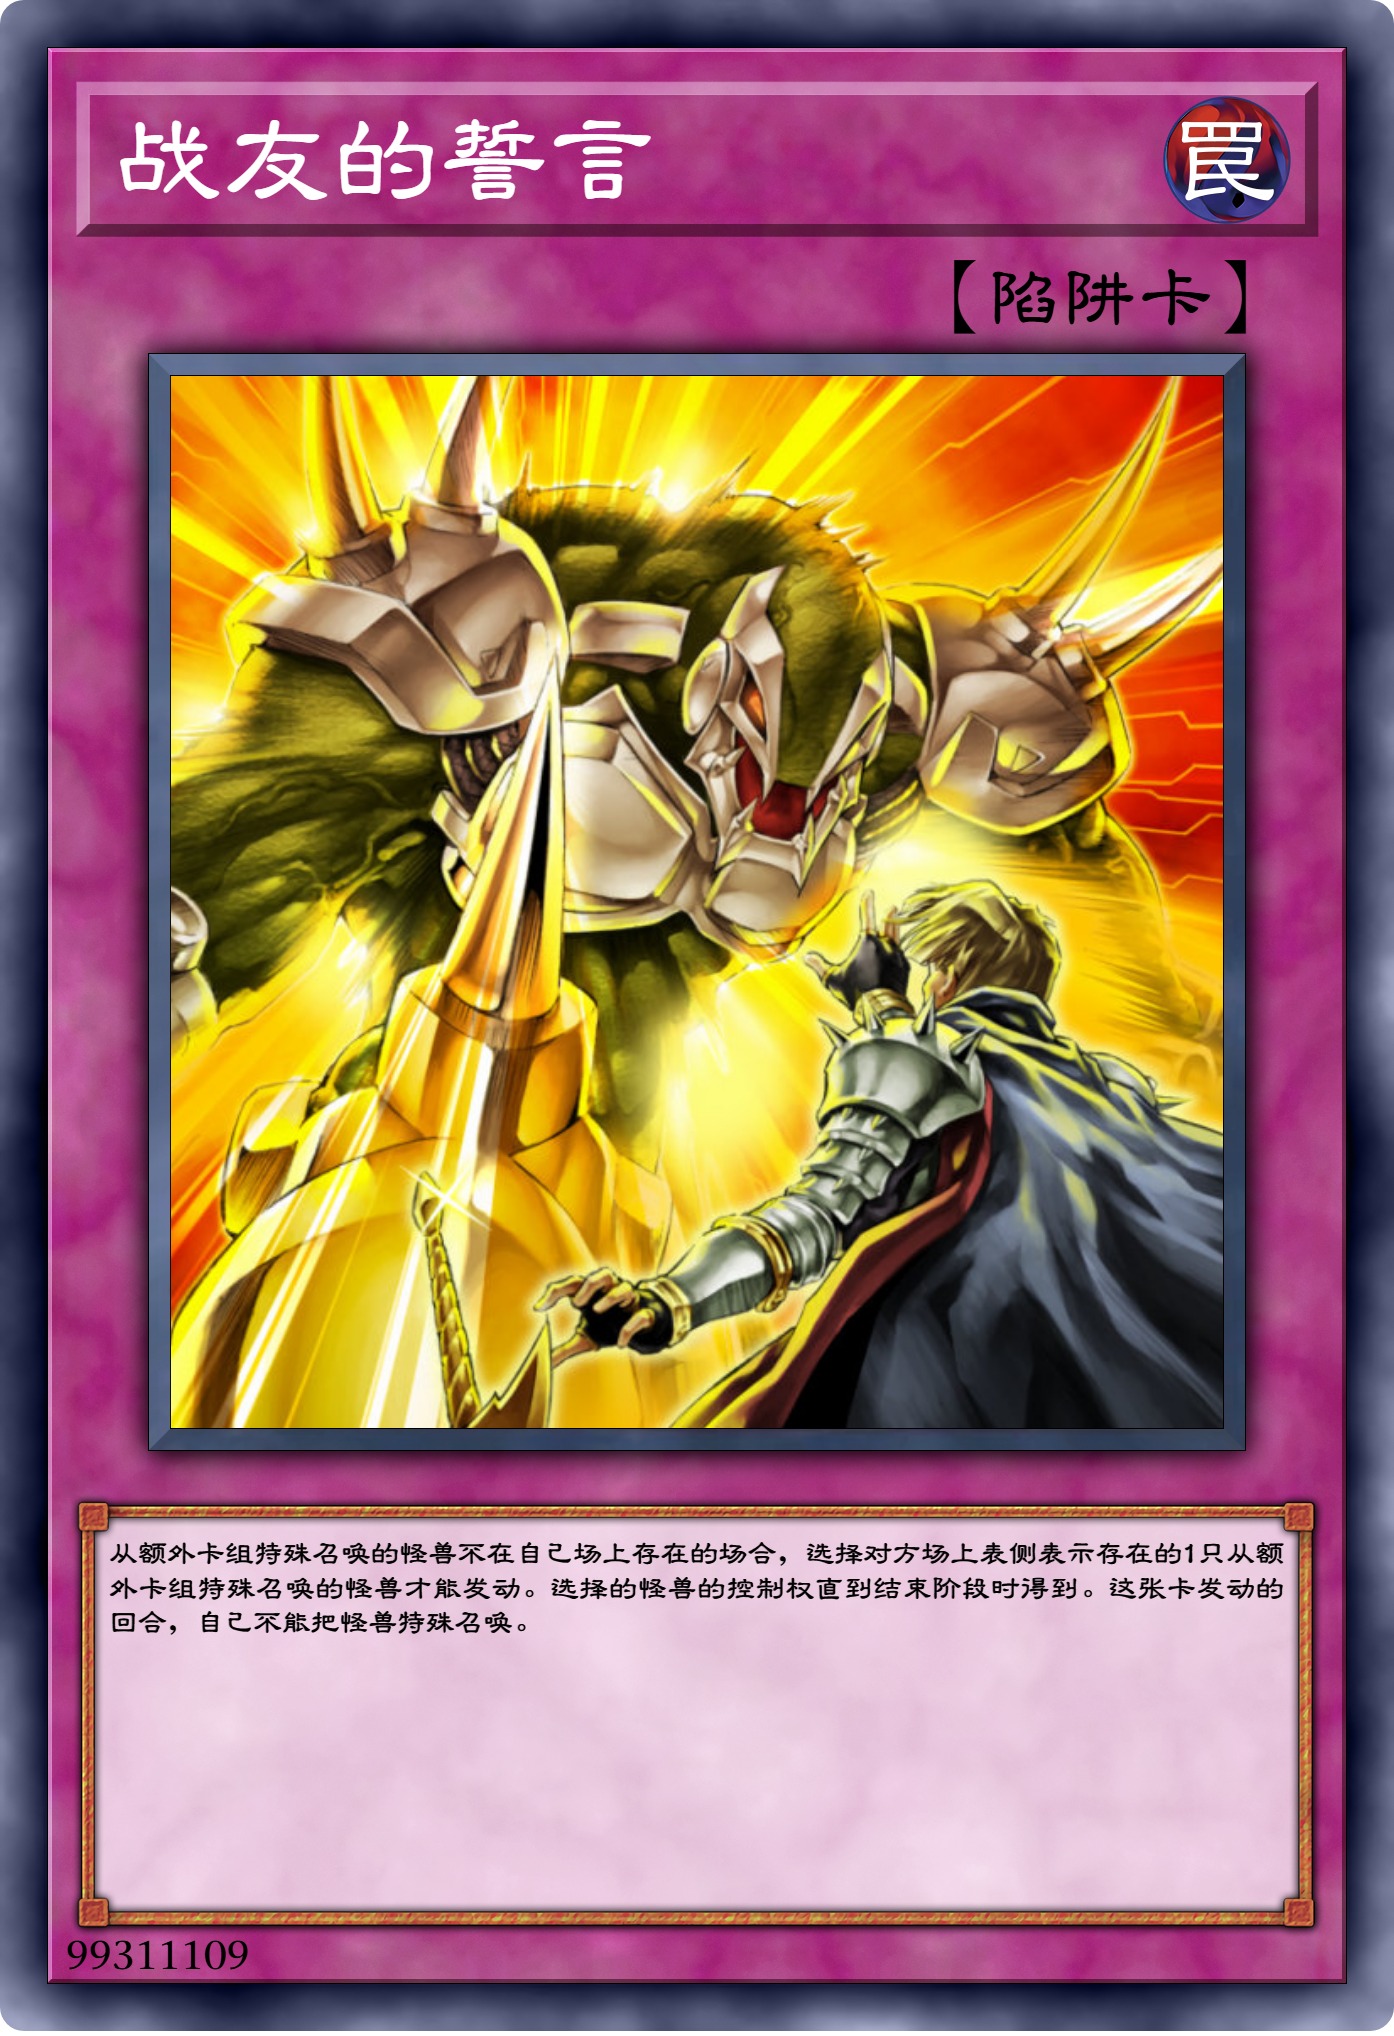 战友的誓言
罠
【陷阱卡】
从额外卡组特殊召唤的怪兽不在自己场上存在的场合，选择对方场上表侧表示存在的1只从额
外卡组特殊召唤的怪兽才能发动。选择的怪兽的控制权直到结束阶段时得到。这张卡发动的
回合，自己不能把怪兽特殊召唤。
99311109